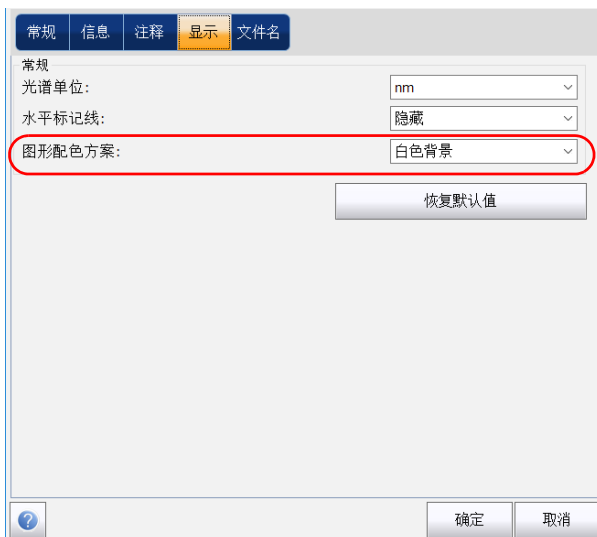 常规 信息 注释 显示 文件名
常规
光谱单位: nm
水平标记线: 隐藏
图形配色方案: 白色背景
恢复默认值
? 确定 取消